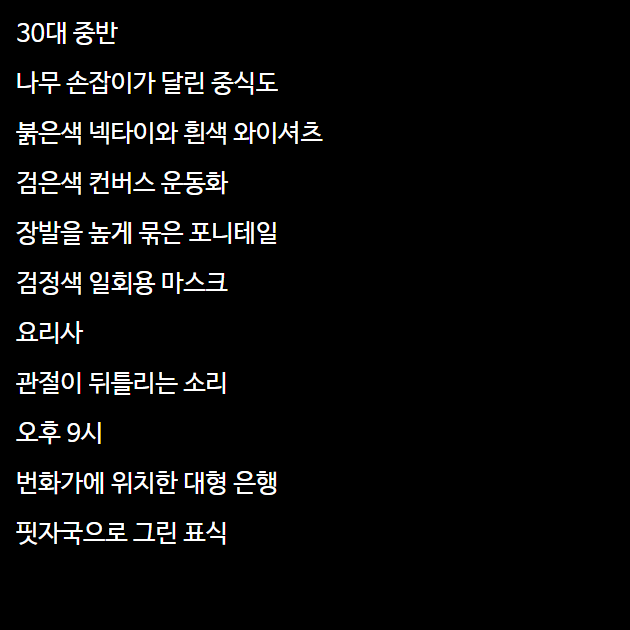 30대 중반
나무 손잡이가 달린 중식도
붉은색 넥타이와 흰색 와이셔츠
검은색 컨버스 운동화
장발을 높게 묶은 포니테일
검정색 일회용 마스크
요리사
관절이 뒤틀리는 소리
오후 9시
번화가에 위치한 대형 은행
핏자국으로 그린 표식